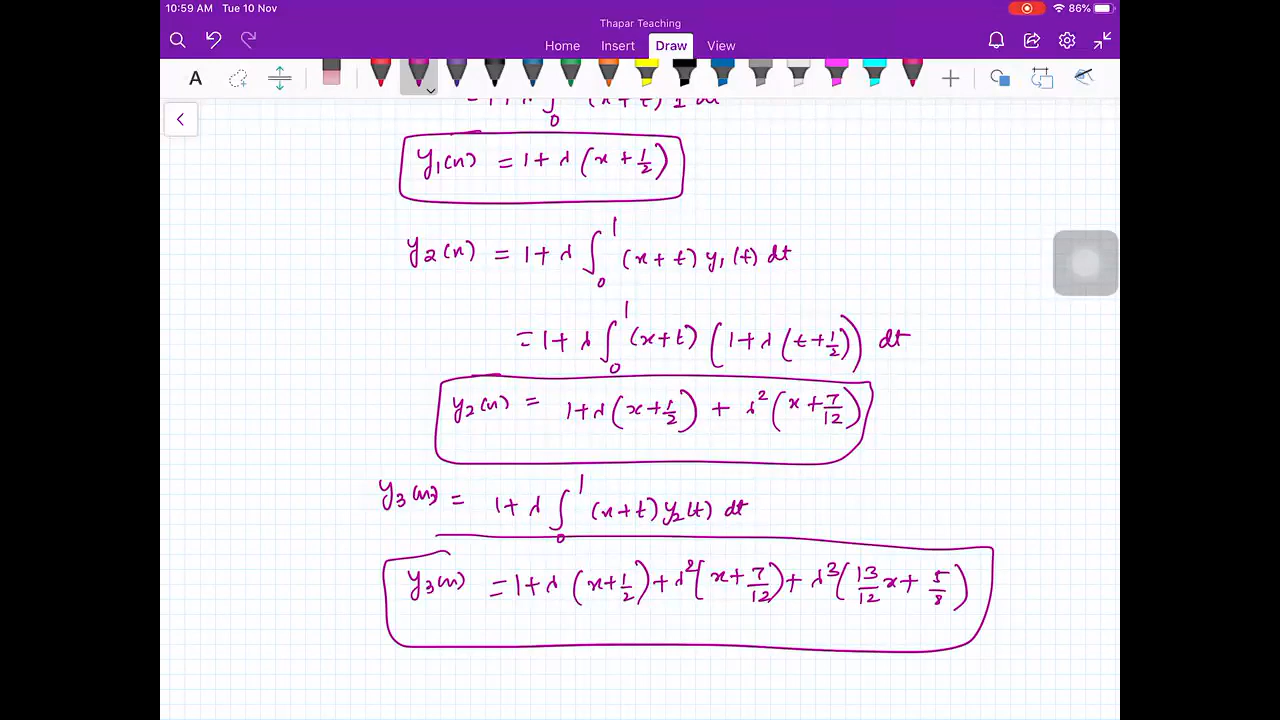 10:59 AM Tue 10 Nov
86%
Thapar Teaching
Home Insert Draw View
y₁(x) = 1 + λ (x + 1/2)
y₂(x) = 1 + λ ∫₀¹ (x + t) y₁(t) dt
= 1 + λ ∫₀¹ (x + t) (1 + λ (t + 1/2)) dt
y₂(x) = 1 + λ (x + 1/2) + λ² (x + 7/12)
y₃(x) = 1 + λ ∫₀¹ (x + t) y₂(t) dt
y₃(x) = 1 + λ (x + 1/2) + λ² (x + 7/12) + λ³ (13/12 x + 5/8)